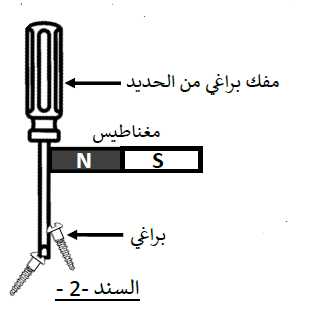 مفك براغي من الحديد
مغناطيس
N S
براغي
السند -2 -